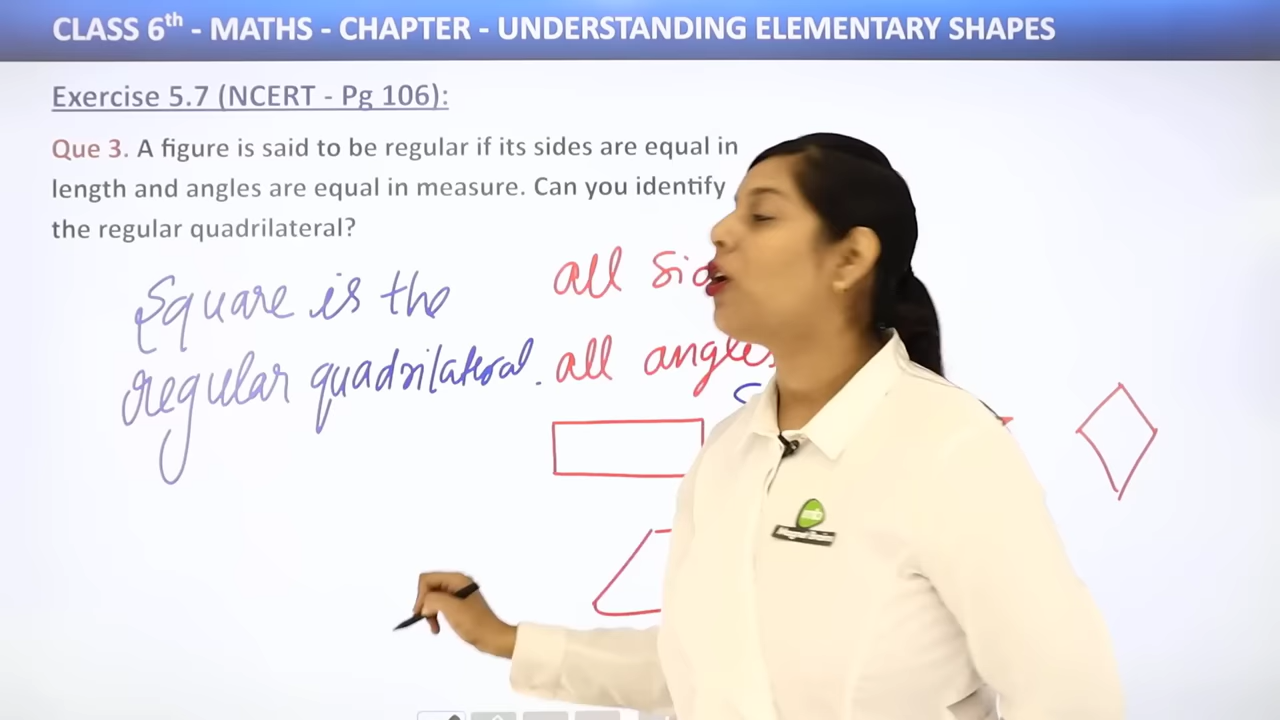 CLASS 6th - MATHS - CHAPTER - UNDERSTANDING ELEMENTARY SHAPES
Exercise 5.7 (NCERT - Pg 106):
Que 3. A figure is said to be regular if its sides are equal in
length and angles are equal in measure. Can you identify
the regular quadrilateral?
Square is the
regular quadrilateral.
all
all angles